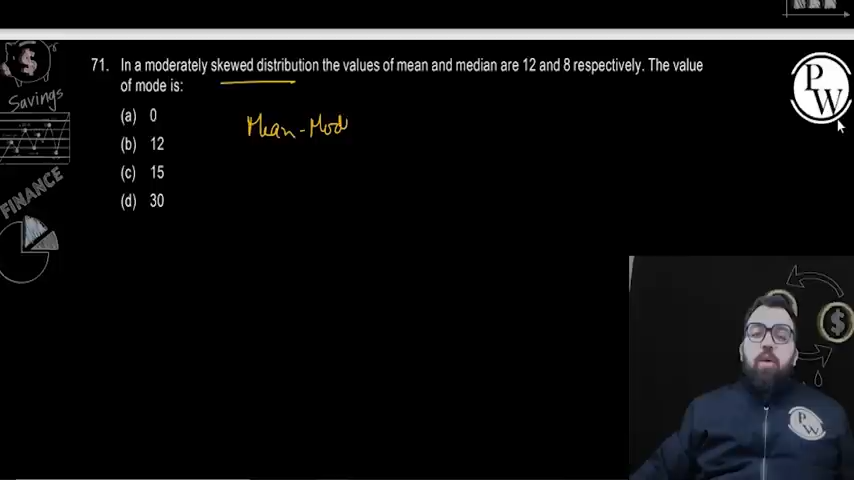 71. In a moderately skewed distribution the values of mean and median are 12 and 8 respectively. The value
of mode is:
(a) 0
(b) 12
(c) 15
(d) 30
Mean - Mod
Savings
FINANCE
$
$
PW
PW